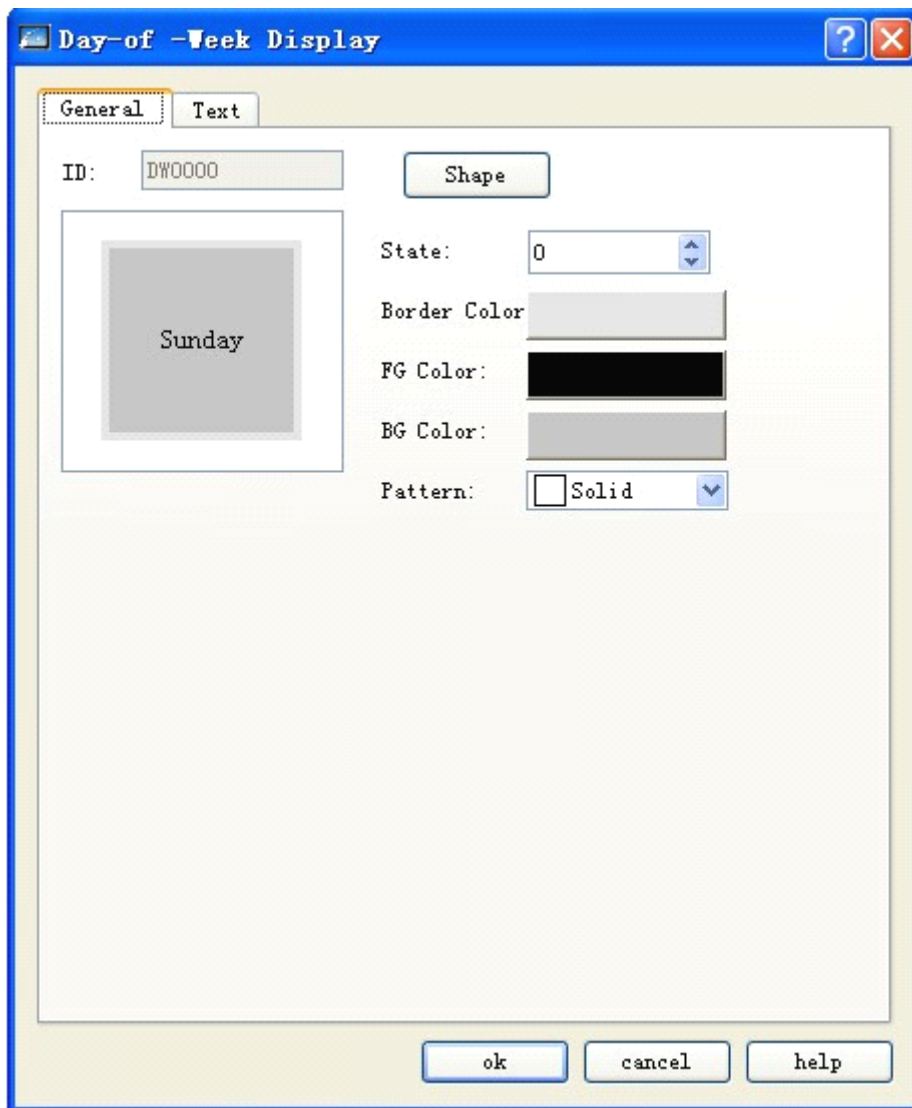 Day-of -Week Display
General Text
ID: DW0000 Shape
State: 0
Sunday
Border Color
FG Color:
BG Color:
Pattern: Solid
ok cancel help